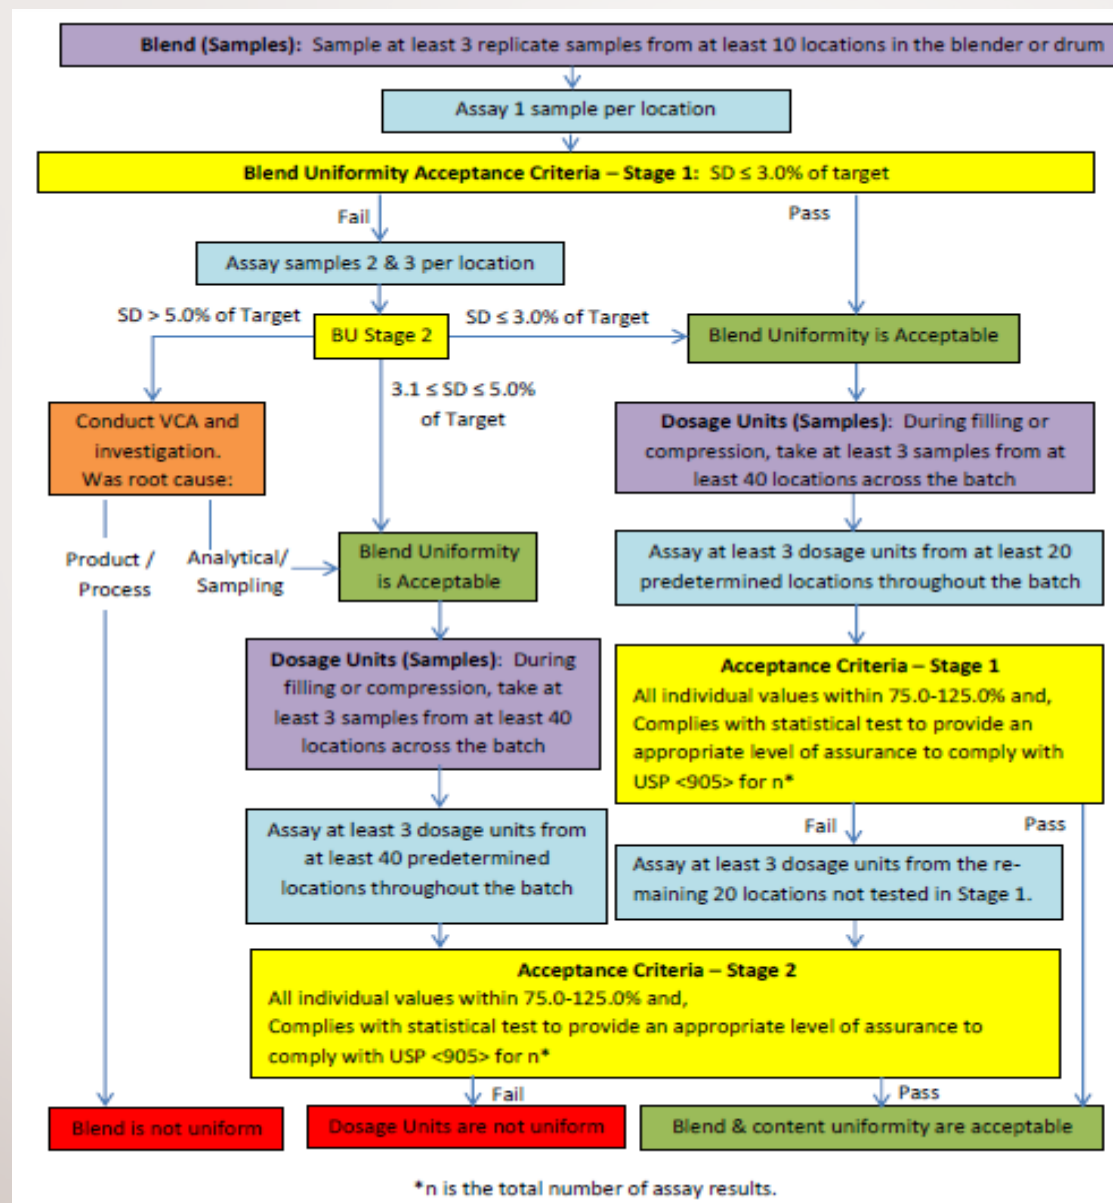 Blend (Samples): Sample at least 3 replicate samples from at least 10 locations in the blender or drum
Assay 1 sample per location
Blend Uniformity Acceptance Criteria – Stage 1: SD ≤ 3.0% of target
Fail
Pass
Assay samples 2 & 3 per location
SD > 5.0% of Target
BU Stage 2
SD ≤ 3.0% of Target
Blend Uniformity is Acceptable
3.1 ≤ SD ≤ 5.0%
of Target
Conduct VCA and
investigation.
Was root cause:
Product /
Process
Analytical/
Sampling
Blend Uniformity
is Acceptable
Dosage Units (Samples): During
filling or compression, take at
least 3 samples from at least 40
locations across the batch
Assay at least 3 dosage units from
at least 40 predetermined
locations throughout the batch
Dosage Units (Samples): During filling or
compression, take at least 3 samples from at
least 40 locations across the batch
Assay at least 3 dosage units from at least 20
predetermined locations throughout the batch
Acceptance Criteria – Stage 1
All individual values within 75.0-125.0% and,
Complies with statistical test to provide an
appropriate level of assurance to comply with
USP <905> for n*
Fail
Pass
Assay at least 3 dosage units from the re-
maining 20 locations not tested in Stage 1.
Acceptance Criteria – Stage 2
All individual values within 75.0-125.0% and,
Complies with statistical test to provide an appropriate level of assurance to
comply with USP <905> for n*
Fail
Pass
Blend is not uniform
Dosage Units are not uniform
Blend & content uniformity are acceptable
*n is the total number of assay results.